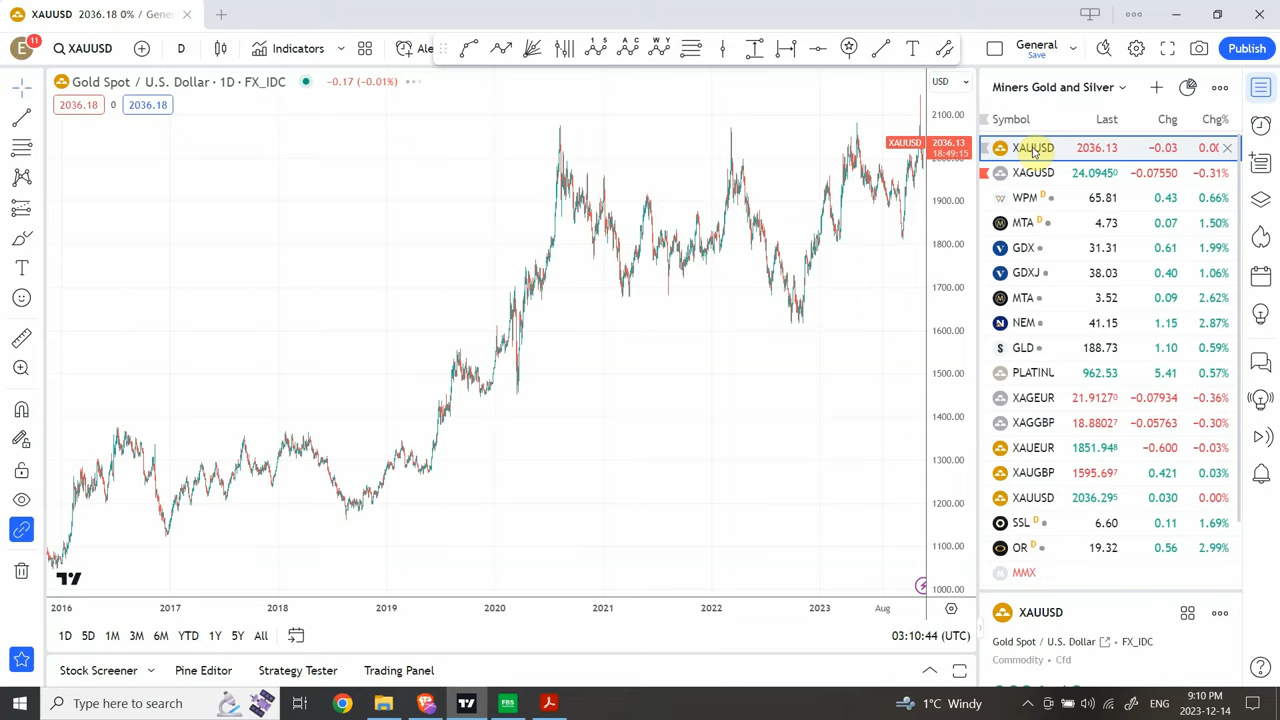 XAUUSD 2036.18 0% / Gene
E 11 XAUUSD D Indicators Ale T General Save Publish
Gold Spot / U.S. Dollar · 1D · FX_IDC -0.17 (-0.01%) USD
2036.18 0 2036.18
2100.00
XAUUSD 2036.13
18:49:15
1900.00
1800.00
1700.00
1600.00
1500.00
1400.00
1300.00
1200.00
1100.00
1000.00
2016 2017 2018 2019 2020 2021 2022 2023 Aug
1D 5D 1M 3M 6M YTD 1Y 5Y All 03:10:44 (UTC)
Stock Screener Pine Editor Strategy Tester Trading Panel
Miners Gold and Silver
Symbol Last Chg Chg%
XAUUSD 2036.13 −0.03 0.00
XAGUSD 24.09450 −0.07550 −0.31%
WPM D 65.81 0.43 0.66%
MTA D 4.73 0.07 1.50%
GDX 31.31 0.61 1.99%
GDXJ 38.03 0.40 1.06%
MTA 3.52 0.09 2.62%
NEM 41.15 1.15 2.87%
GLD 188.73 1.10 0.59%
PLATINU 962.53 5.41 0.57%
XAGEUR 21.91270 −0.07934 −0.36%
XAGGBP 18.88027 −0.05763 −0.30%
XAUEUR 1851.948 −0.600 −0.03%
XAUGBP 1595.697 0.421 0.03%
XAUUSD 2036.295 0.030 0.00%
SSL D 6.60 0.11 1.69%
OR D 19.32 0.56 2.99%
MMX
XAUUSD
Gold Spot / U.S. Dollar · FX_IDC
Commodity · Cfd
Type here to search FBS 1°C Windy ENG 9:10 PM
2023-12-14